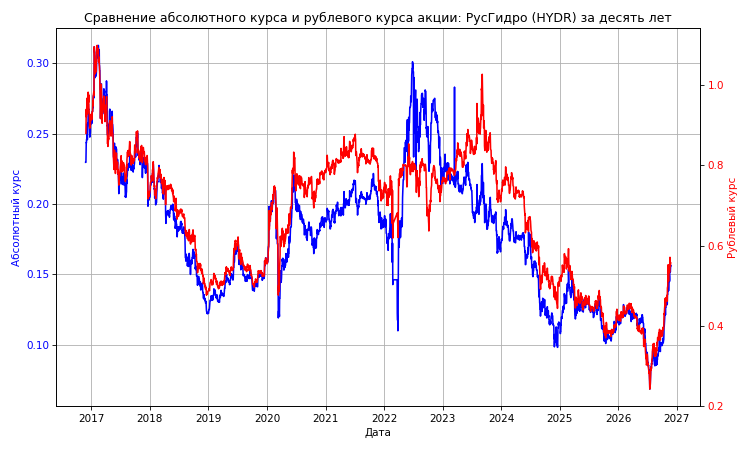 Сравнение абсолютного курса и рублевого курса акции: РусГидро (HYDR) за десять лет
0.30
0.25
0.20
0.15
0.10
Абсолютный курс
1.0
0.8
0.6
0.4
0.2
Рублевый курс
2017 2018 2019 2020 2021 2022 2023 2024 2025 2026 2027
Дата